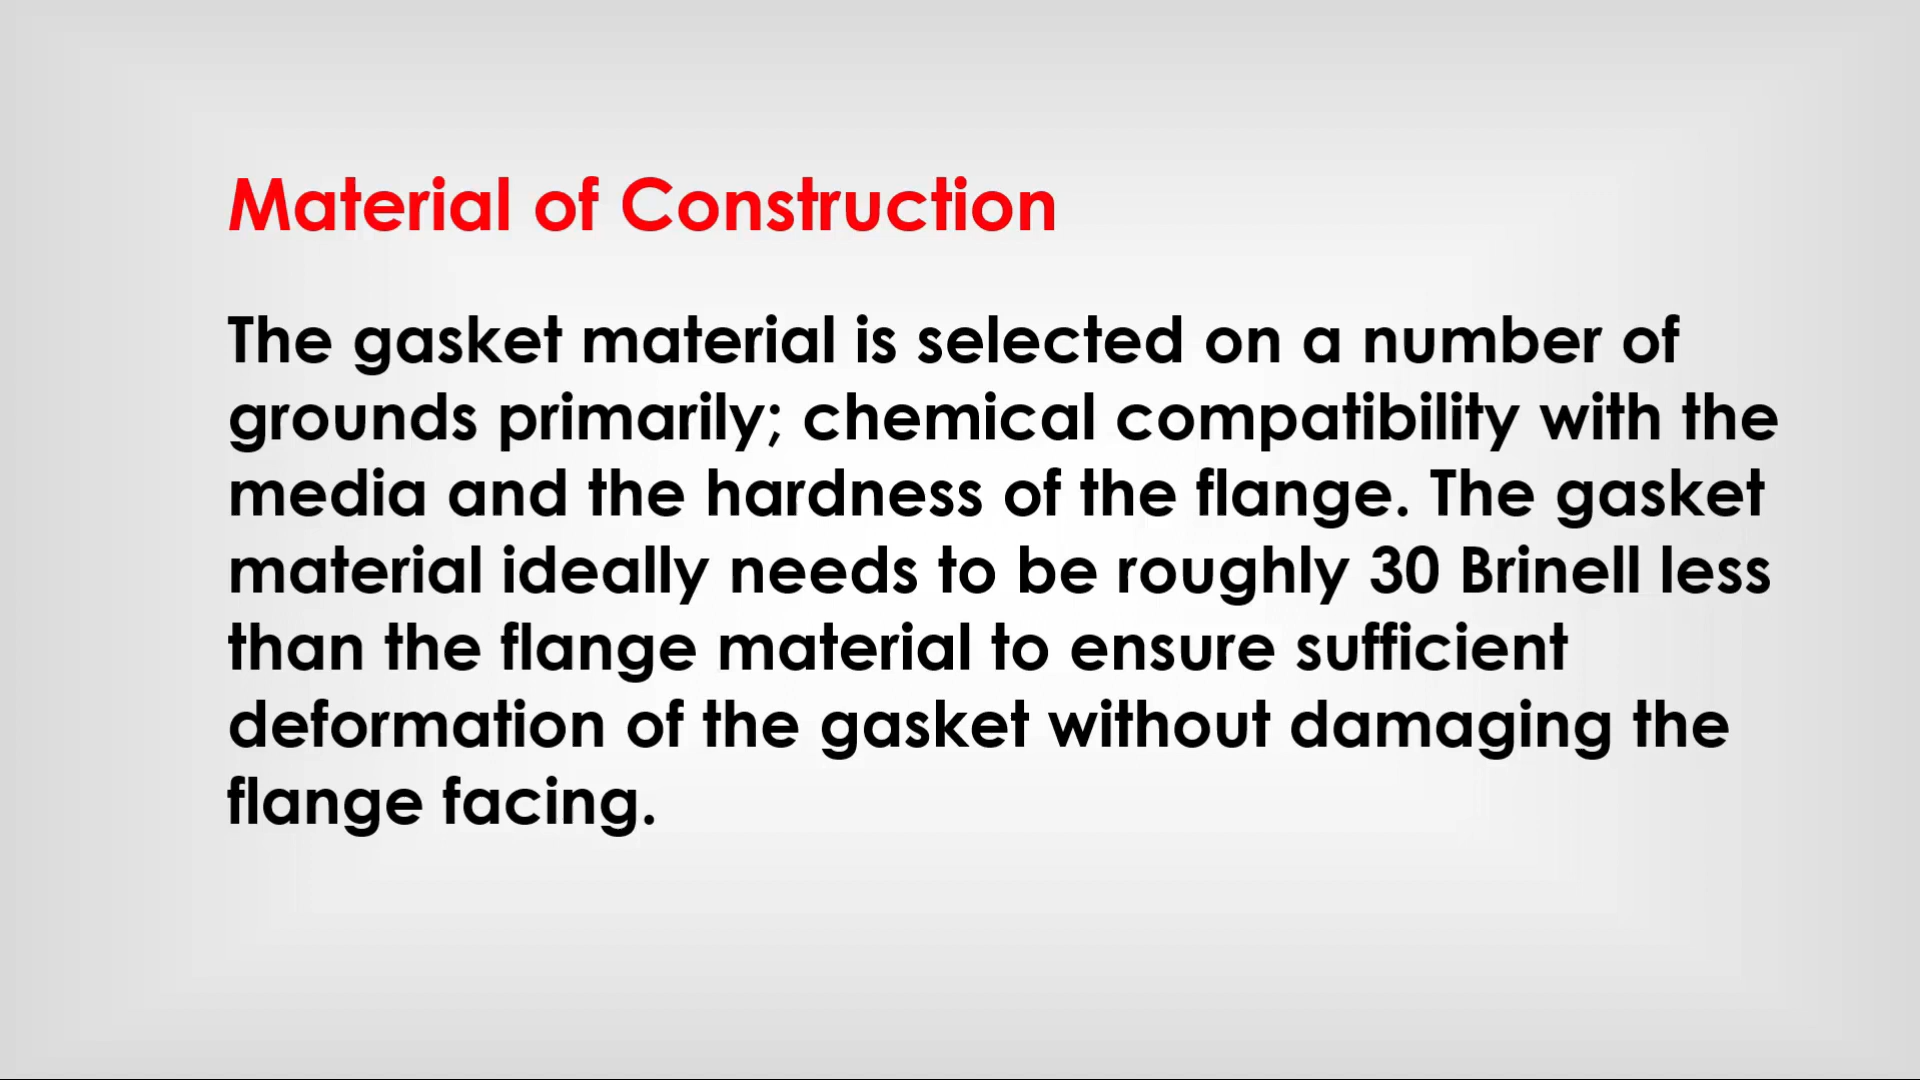 Material of Construction
The gasket material is selected on a number of
grounds primarily; chemical compatibility with the
media and the hardness of the flange. The gasket
material ideally needs to be roughly 30 Brinell less
than the flange material to ensure sufficient
deformation of the gasket without damaging the
flange facing.